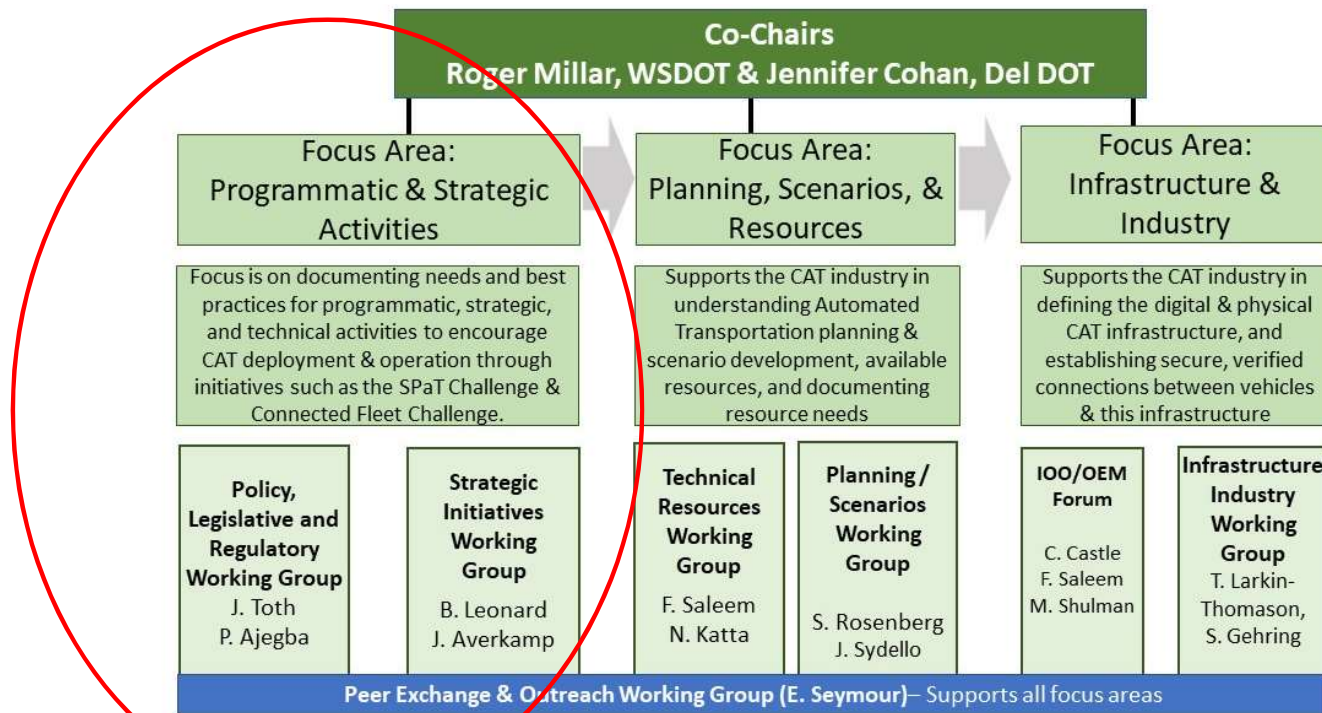 Co-Chairs
Roger Millar, WSDOT & Jennifer Cohan, Del DOT
Focus Area:
Programmatic & Strategic
Activities
Focus Area:
Planning, Scenarios, &
Resources
Focus Area:
Infrastructure &
Industry
Focus is on documenting needs and best
practices for programmatic, strategic,
and technical activities to encourage
CAT deployment & operation through
initiatives such as the SPaT Challenge &
Connected Fleet Challenge.
Supports the CAT industry in
understanding Automated
Transportation planning &
scenario development, available
resources, and documenting
resource needs
Supports the CAT industry in
defining the digital & physical
CAT infrastructure, and
establishing secure, verified
connections between vehicles
& this infrastructure
Policy,
Legislative and
Regulatory
Working Group
J. Toth
P. Ajegba
Strategic
Initiatives
Working
Group
B. Leonard
J. Averkamp
Technical
Resources
Working
Group
F. Saleem
N. Katta
Planning /
Scenarios
Working
Group
S. Rosenberg
J. Sydello
IOO/OEM
Forum
C. Castle
F. Saleem
M. Shulman
Infrastructure
Industry
Working
Group
T. Larkin-
Thomason,
S. Gehring
Peer Exchange & Outreach Working Group (E. Seymour)– Supports all focus areas